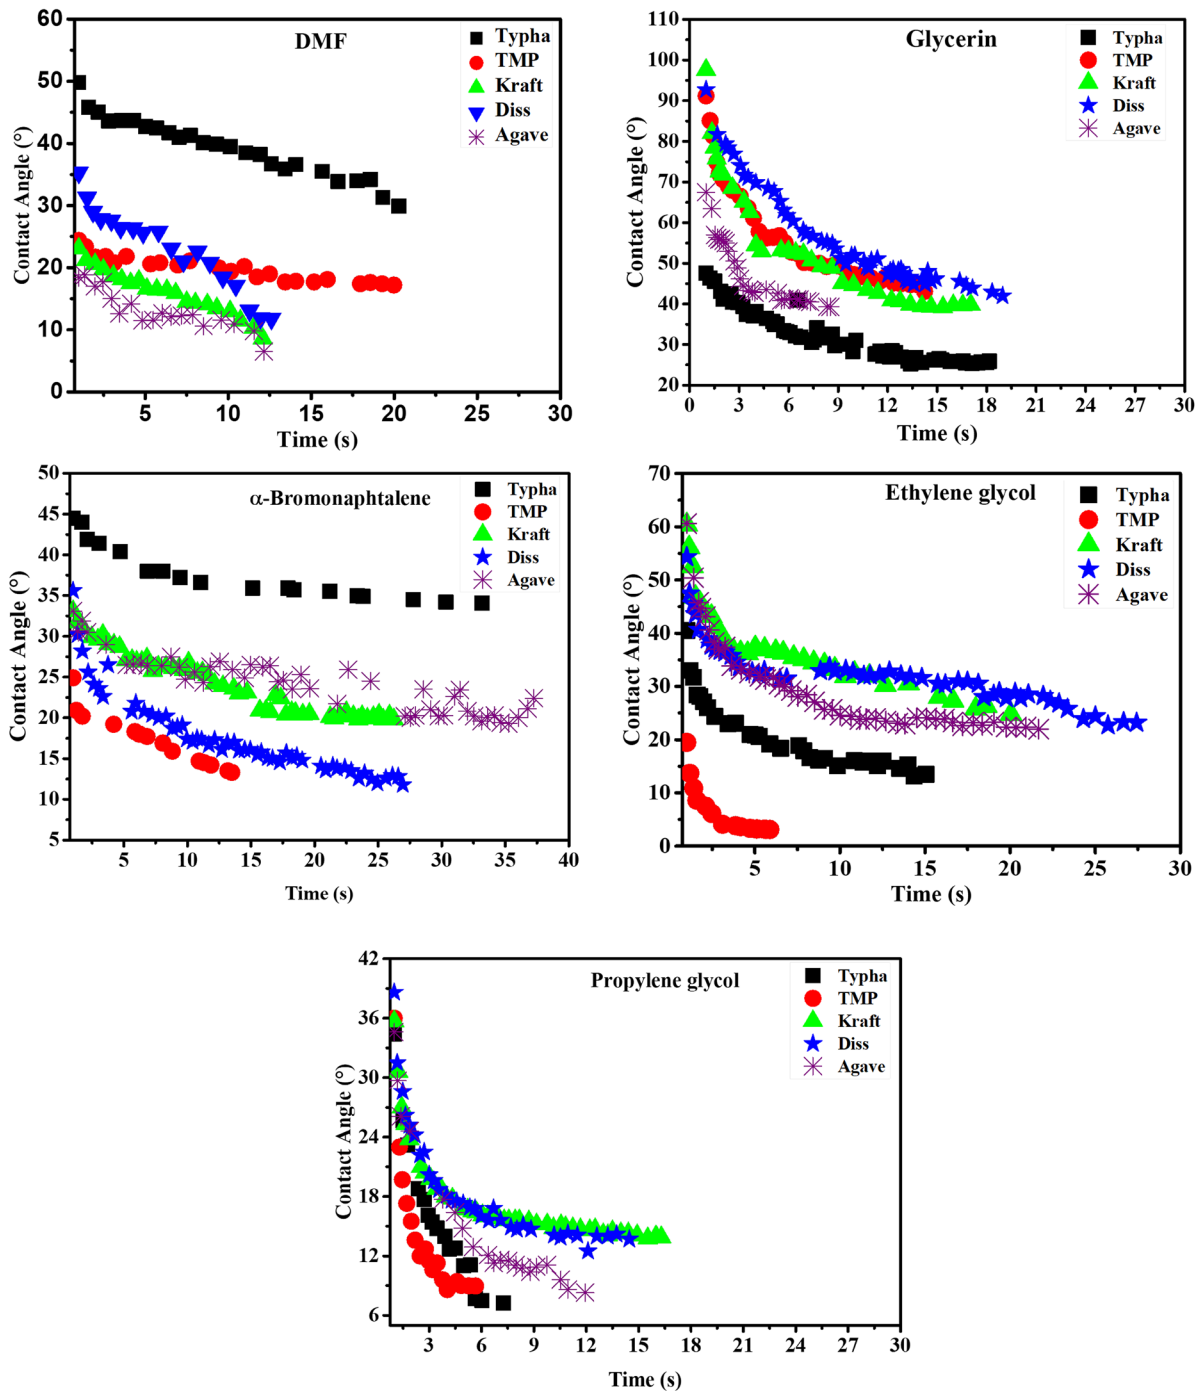 DMF
Typha
TMP
Kraft
Diss
Agave
Contact Angle (°)
60
50
40
30
20
10
0
5 10 15 20 25 30
Time (s)
Glycerin
Typha
TMP
Kraft
Diss
Agave
Contact Angle (°)
110
100
90
80
70
60
50
40
30
20
0 3 6 9 12 15 18 21 24 27 30
Time (s)
α-Bromonaphtalene
Typha
TMP
Kraft
Diss
Agave
Contact Angle (°)
50
45
40
35
30
25
20
15
10
5
5 10 15 20 25 30 35 40
Time (s)
Ethylene glycol
Typha
TMP
Kraft
Diss
Agave
Contact Angle (°)
70
60
50
40
30
20
10
0
5 10 15 20 25 30
Time (s)
Propylene glycol
Typha
TMP
Kraft
Diss
Agave
Contact Angle (°)
42
36
30
24
18
12
6
3 6 9 12 15 18 21 24 27 30
Time (s)